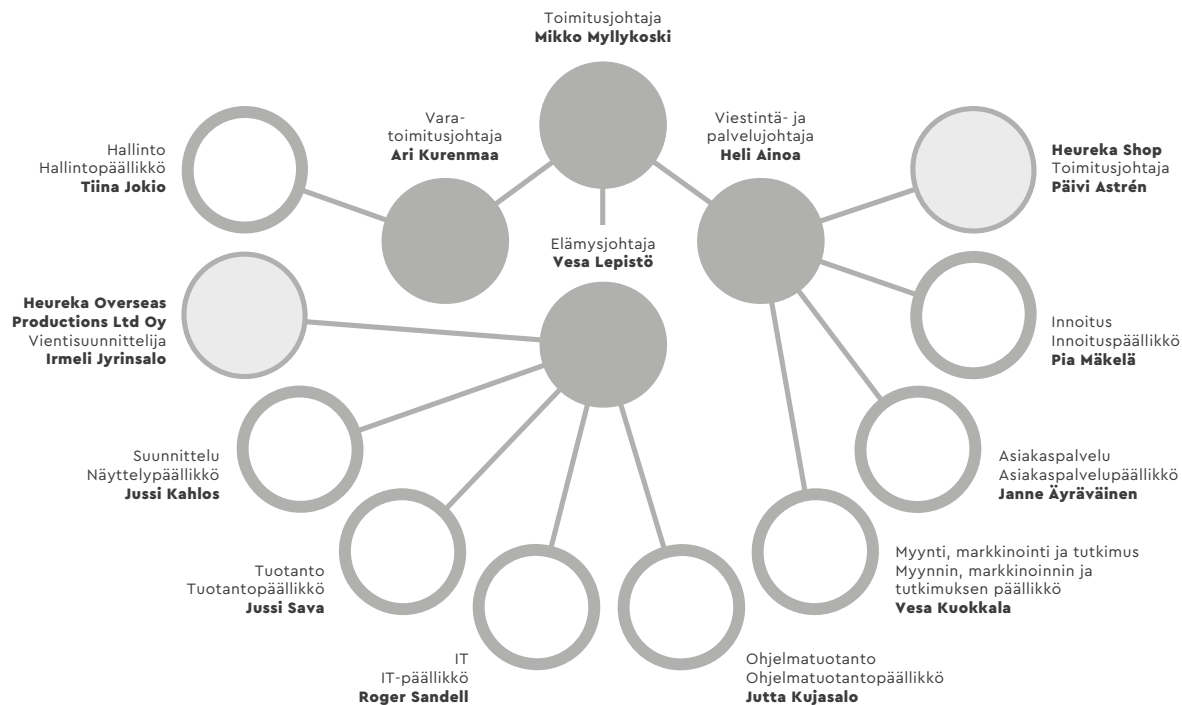 Toimitusjohtaja
Mikko Myllykoski
Vara-
toimitusjohtaja
Ari Kurenmaa
Viestintä- ja
palvelujohtaja
Heli Ainoa
Hallinto
Hallintopäällikkö
Tiina Jokio
Heureka Shop
Toimitusjohtaja
Päivi Astrén
Elämysjohtaja
Vesa Lepistö
Heureka Overseas
Productions Ltd Oy
Vientisuunnittelija
Irmeli Jyrinsalo
Innoitus
Innoituspäällikkö
Pia Mäkelä
Suunnittelu
Näyttelypäällikkö
Jussi Kahlos
Asiakaspalvelu
Asiakaspalvelupäällikkö
Janne Äyräväinen
Tuotanto
Tuotantopäällikkö
Jussi Sava
Myynti, markkinointi ja tutkimus
Myynnin, markkinoinnin ja
tutkimuksen päällikkö
Vesa Kuokkala
IT
IT-päällikkö
Roger Sandell
Ohjelmatuotanto
Ohjelmatuotantopäällikkö
Jutta Kujasalo